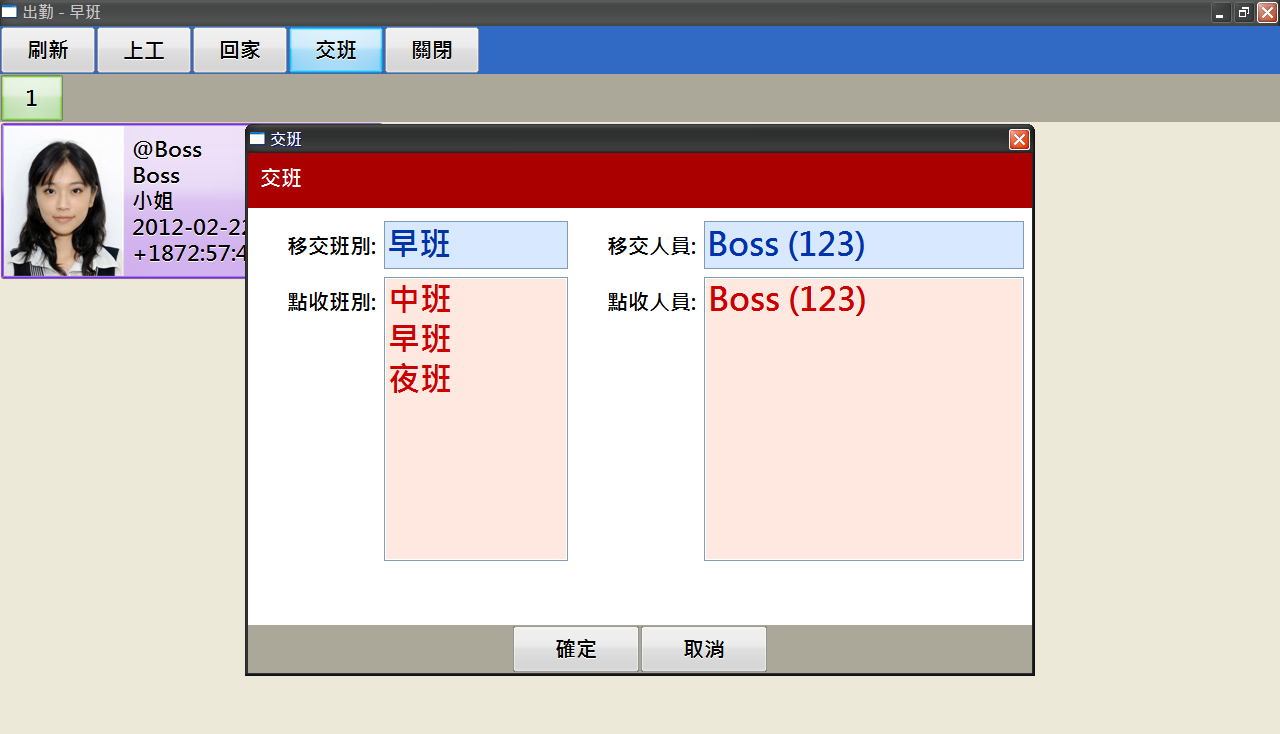 出勤 - 早班
刷新 上工 回家 交班 關閉
1
@Boss
Boss
小姐
2012-02-22
+1872:57:4
交班
交班
移交班別: 早班 移交人員: Boss (123)
點收班別: 中班 點收人員: Boss (123)
早班
夜班
確定 取消